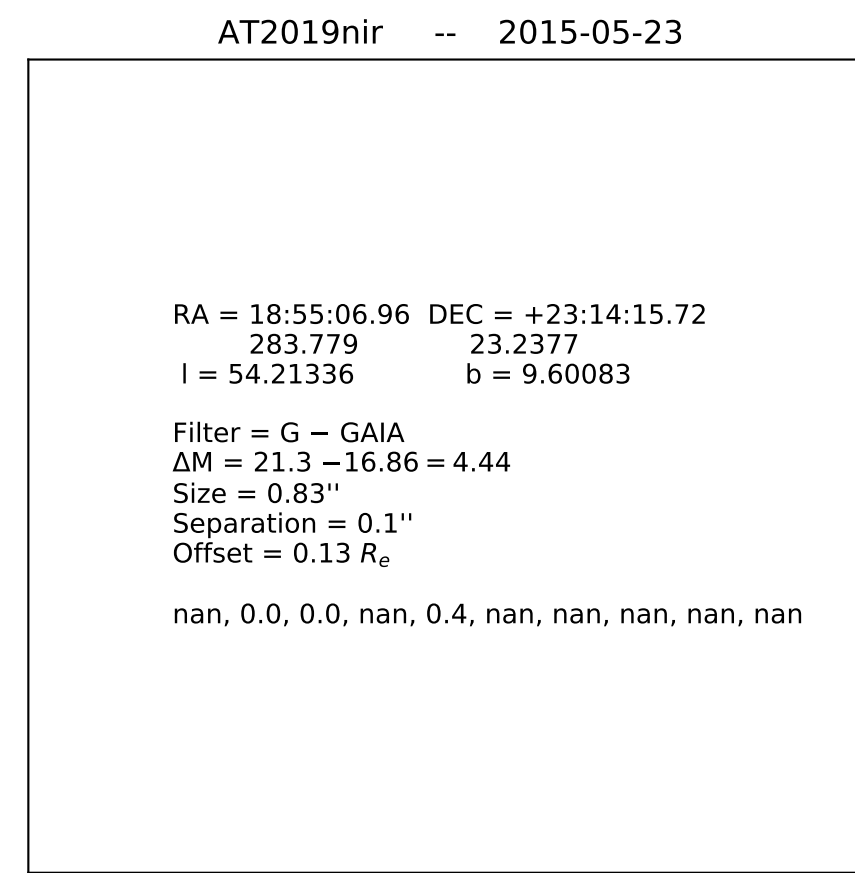 AT2019nir -- 2015-05-23
RA = 18:55:06.96 DEC = +23:14:15.72
283.779 23.2377
l = 54.21336 b = 9.60083
Filter = G − GAIA
ΔM = 21.3 −16.86 = 4.44
Size = 0.83''
Separation = 0.1''
Offset = 0.13 Rₑ
nan, 0.0, 0.0, nan, 0.4, nan, nan, nan, nan, nan